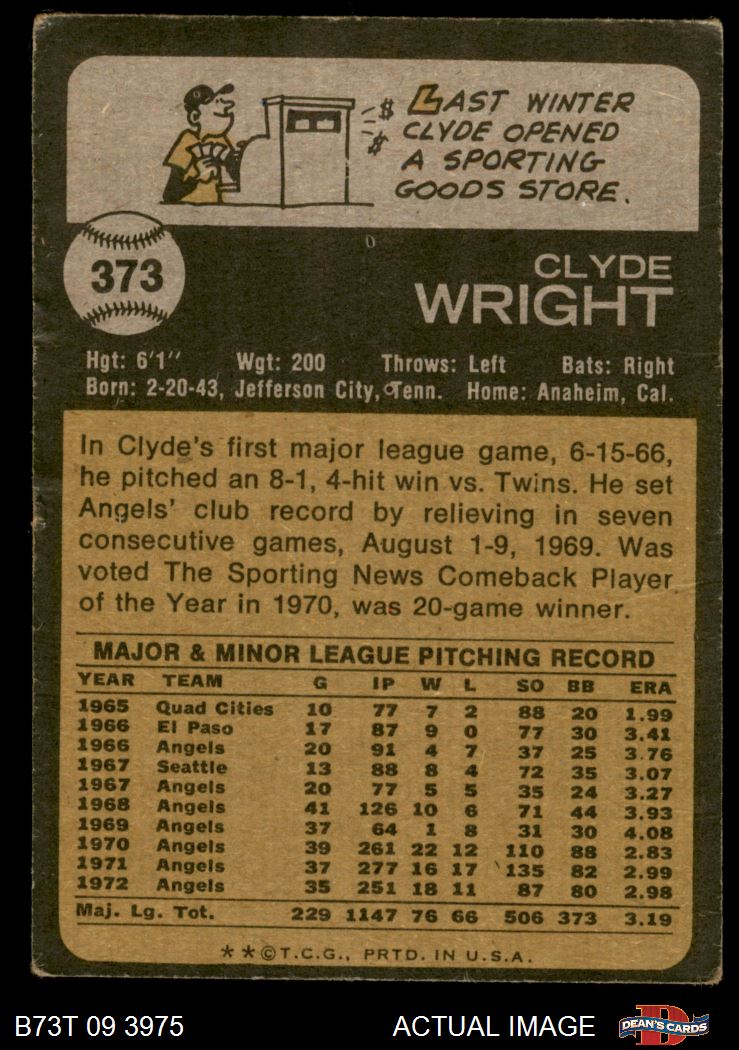 $ LAST WINTER
$ CLYDE OPENED
A SPORTING
GOODS STORE.
373
CLYDE
WRIGHT
Hgt: 6'1" Wgt: 200 Throws: Left Bats: Right
Born: 2-20-43, Jefferson City, Tenn. Home: Anaheim, Cal.
In Clyde's first major league game, 6-15-66,
he pitched an 8-1, 4-hit win vs. Twins. He set
Angels' club record by relieving in seven
consecutive games, August 1-9, 1969. Was
voted The Sporting News Comeback Player
of the Year in 1970, was 20-game winner.
MAJOR & MINOR LEAGUE PITCHING RECORD
YEAR TEAM G IP W L SO BB ERA
1965 Quad Cities 10 77 7 2 88 20 1.99
1966 El Paso 17 87 9 0 77 30 3.41
1966 Angels 20 91 4 7 37 25 3.76
1967 Seattle 13 88 8 4 72 35 3.07
1967 Angels 20 77 5 5 35 24 3.27
1968 Angels 41 126 10 6 71 44 3.93
1969 Angels 37 64 1 8 31 30 4.08
1970 Angels 39 261 22 12 110 88 2.83
1971 Angels 37 277 16 17 135 82 2.99
1972 Angels 35 251 18 11 87 80 2.98
Maj. Lg. Tot. 229 1147 76 66 506 373 3.19
**©T.C.G., PRTD. IN U.S.A.
B73T 09 3975 ACTUAL IMAGE D DEAN'S CARDS